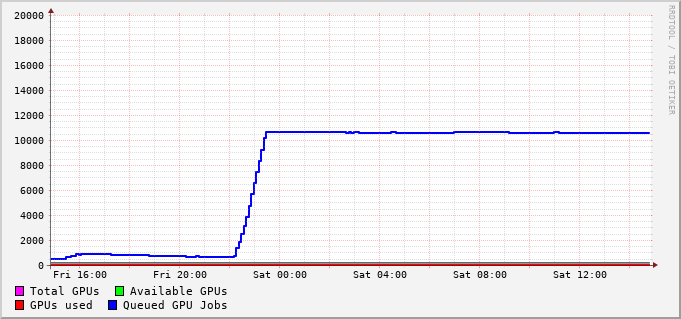 20000
18000
16000
14000
12000
10000
8000
6000
4000
2000
0
Fri 16:00 Fri 20:00 Sat 00:00 Sat 04:00 Sat 08:00 Sat 12:00
Total GPUs Available GPUs
GPUs used Queued GPU Jobs
RRDTOOL / TOBI OETIKER